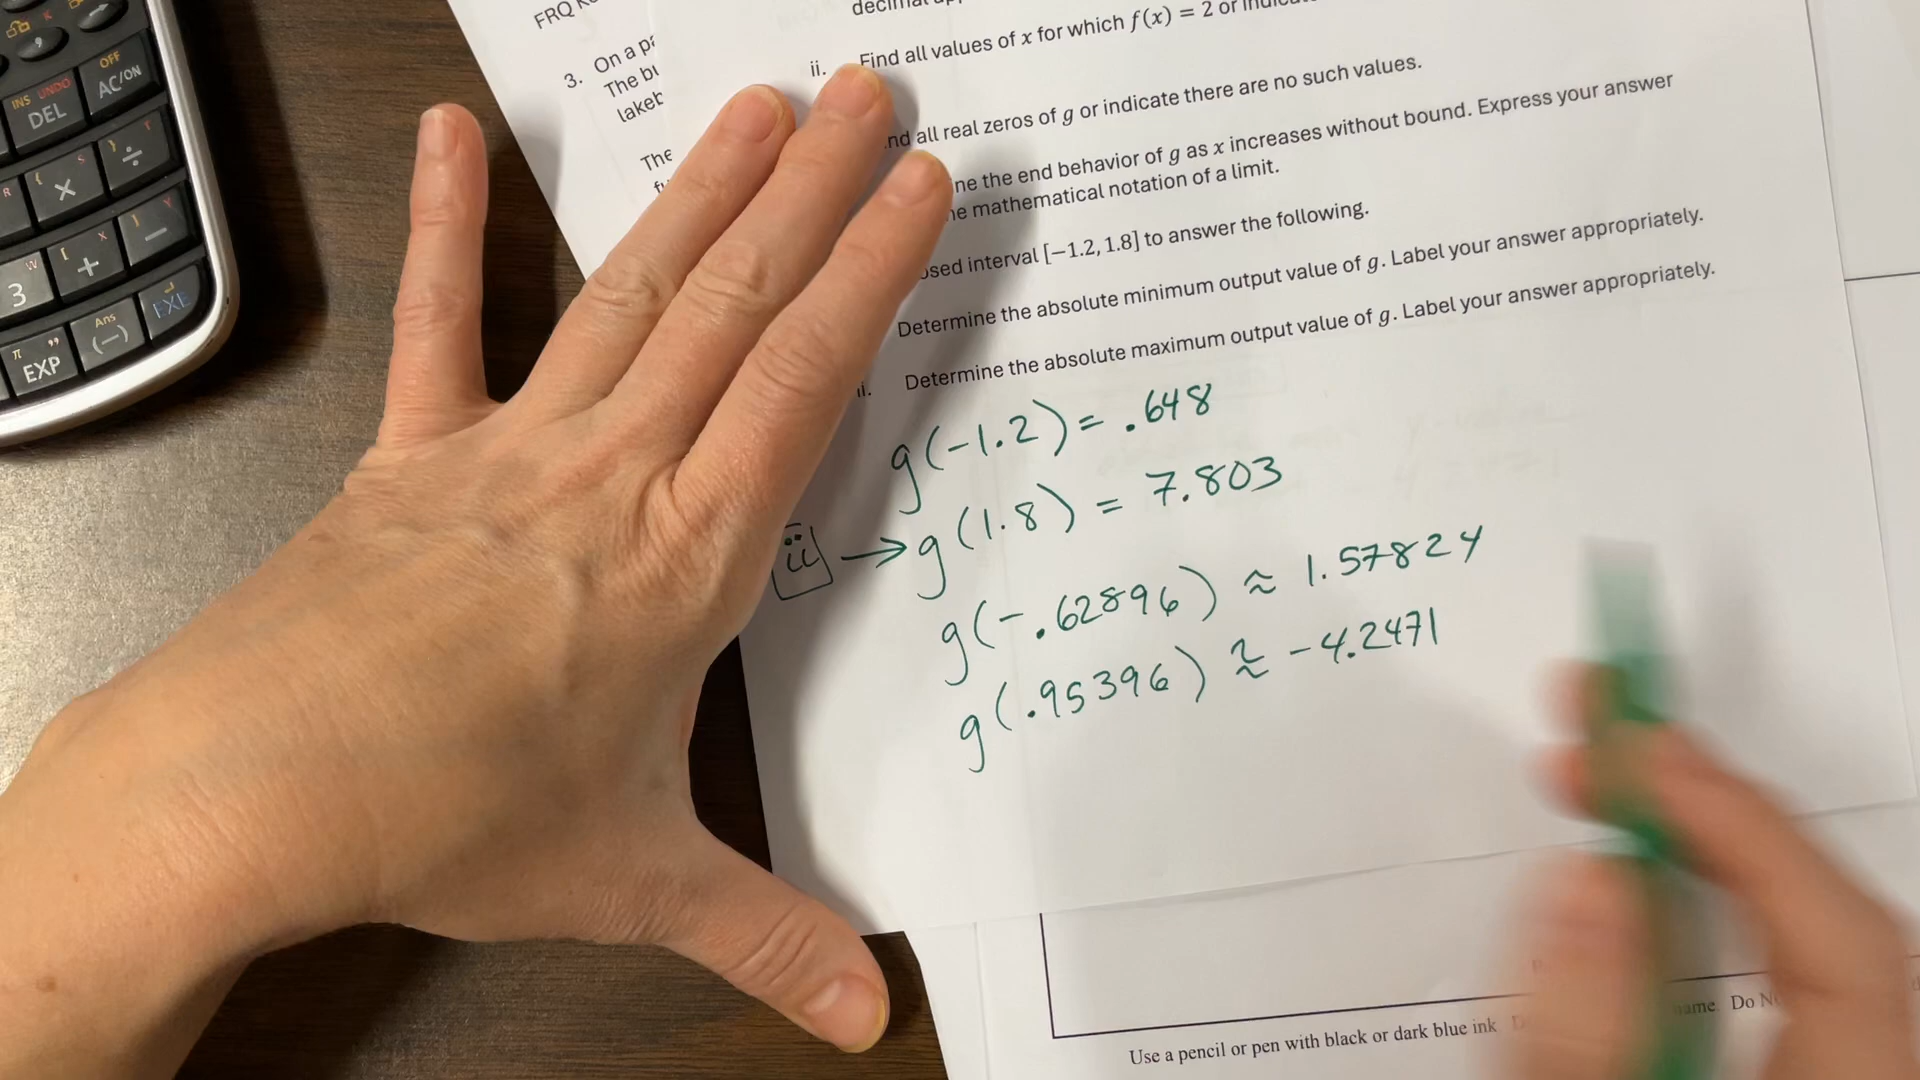 FRQ
3. On a
The
lakeb
The
decimal
ii. Find all values of x for which f(x) = 2 or
nd all real zeros of g or indicate there are no such values.
ne the end behavior of g as x increases without bound. Express your answer
e mathematical notation of a limit.
osed interval [−1.2, 1.8] to answer the following.
Determine the absolute minimum output value of g. Label your answer appropriately.
ii. Determine the absolute maximum output value of g. Label your answer appropriately.
g(-1.2) = .648
ii → g(1.8) = 7.803
g(-.62896) ≈ 1.57824
g(.95396) ≈ -4.2471
Use a pencil or pen with black or dark blue ink
name. Do
INS UNDO OFF
DEL AC/ON
× ÷
3 + −
Ans
π EXP (−) EXE